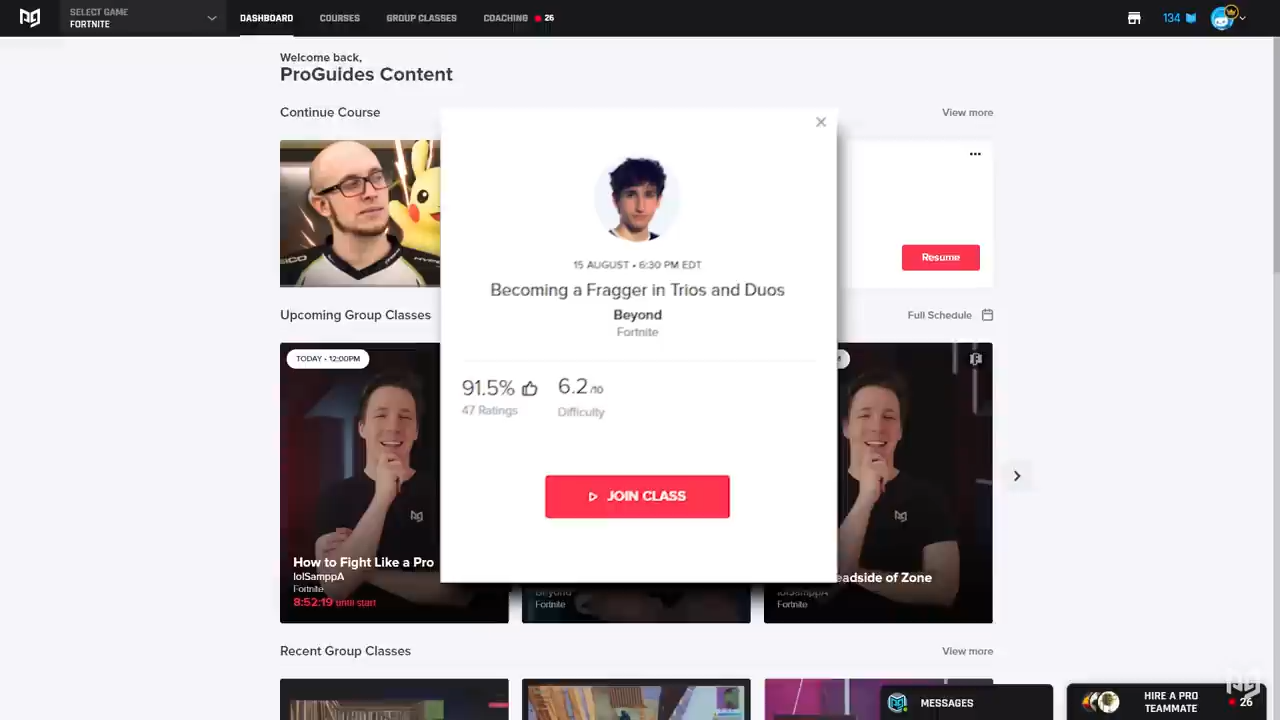 SELECT GAME
FORTNITE
DASHBOARD
COURSES
GROUP CLASSES
COACHING
26
134
Welcome back,
ProGuides Content
Continue Course
View more
Resume
15 AUGUST • 6:30 PM EDT
Becoming a Fragger in Trios and Duos
Beyond
Fortnite
91.5%
47 Ratings
6.2 /10
Difficulty
JOIN CLASS
Upcoming Group Classes
Full Schedule
TODAY • 12:00PM
How to Fight Like a Pro
lolSamppA
Fortnite
8:52:19 until start
Beyond
Fortnite
eadside of Zone
lolSamppA
Fortnite
Recent Group Classes
View more
MESSAGES
HIRE A PRO
TEAMMATE
26